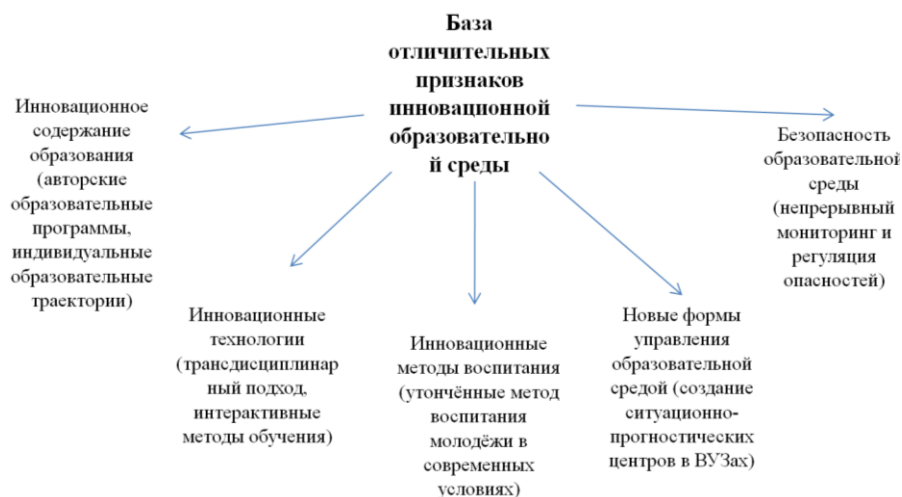 База
отличительных
признаков
инновационной
образовательно
й среды
Инновационное
содержание
образования
(авторские
образовательные
программы,
индивидуальные
образовательные
траектории)
Инновационные
технологии
(трансдисциплинар
ный подход,
интерактивные
методы обучения)
Инновационные
методы воспитания
(утончённые метод
воспитания
молодёжи в
современных
условиях)
Новые формы
управления
образовательной
средой (создание
ситуационно-
прогностических
центров в ВУЗах)
Безопасность
образовательной
среды
(непрерывный
мониторинг и
регуляция
опасностей)